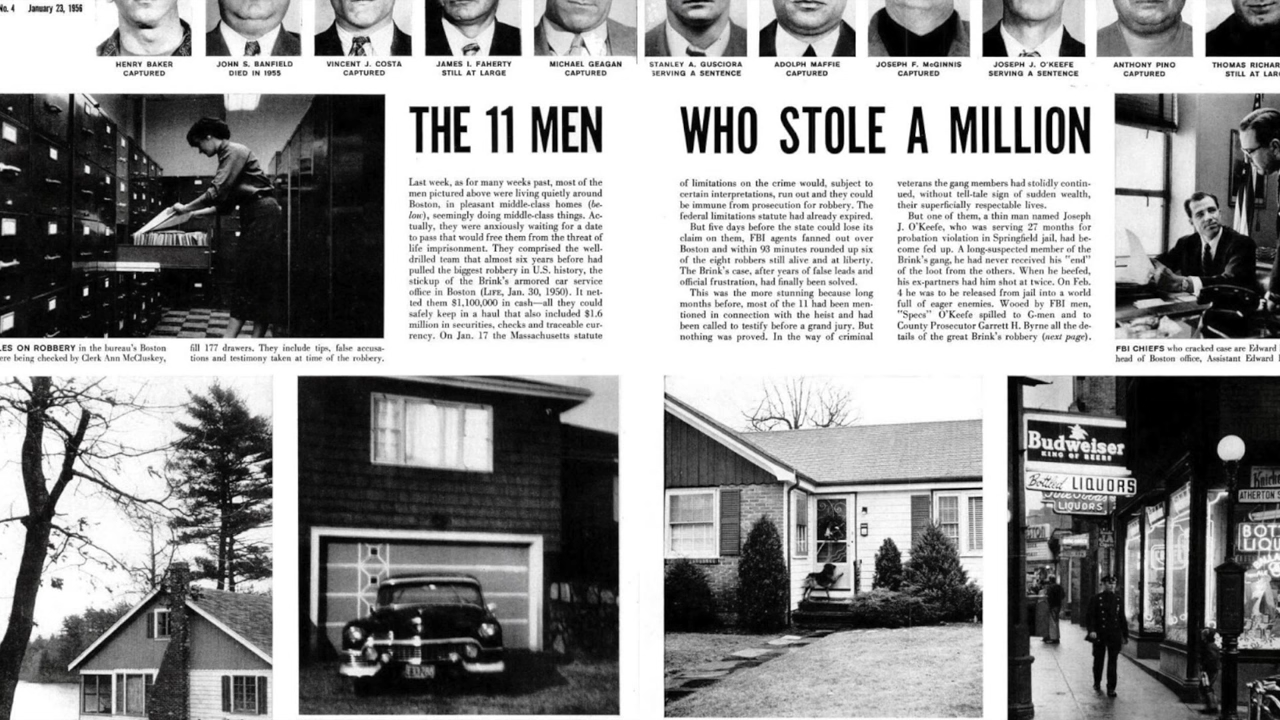 No. 4 January 23, 1956
HENRY BAKER
CAPTURED
JOHN S. BANFIELD
DIED IN 1955
VINCENT J. COSTA
CAPTURED
JAMES I. FAHERTY
STILL AT LARGE
MICHAEL GEAGAN
CAPTURED
STANLEY A. GUSCIORA
SERVING A SENTENCE
ADOLPH MAFFIE
CAPTURED
JOSEPH F. McGINNIS
CAPTURED
JOSEPH J. O'KEEFE
SERVING A SENTENCE
ANTHONY PINO
CAPTURED
THOMAS RICHAR
STILL AT LAR
THE 11 MEN WHO STOLE A MILLION
Last week, as for many weeks past, most of the
men pictured above were living quietly around
Boston, in pleasant middle-class homes (be-
low), seemingly doing middle-class things. Ac-
tually, they were anxiously waiting for a date
to pass that would free them from the threat of
life imprisonment. They comprised the well-
drilled team that almost six years before had
pulled the biggest robbery in U.S. history, the
stickup of the Brink's armored car service
office in Boston (LIFE, Jan. 30, 1950). It net-
ted them $1,100,000 in cash—all they could
safely keep in a haul that also included $1.6
million in securities, checks and traceable cur-
rency. On Jan. 17 the Massachusetts statute
of limitations on the crime would, subject to
certain interpretations, run out and they could
be immune from prosecution for robbery. The
federal limitations statute had already expired.
But five days before the state could lose its
claim on them, FBI agents fanned out over
Boston and within 93 minutes rounded up six
of the eight robbers still alive and at liberty.
The Brink's case, after years of false leads and
official frustration, had finally been solved.
This was the more stunning because long
months before, most of the 11 had been men-
tioned in connection with the heist and had
been called to testify before a grand jury. But
nothing was proved. In the way of criminal
veterans the gang members had stolidly contin-
ued, without tell-tale sign of sudden wealth,
their superficially respectable lives.
But one of them, a thin man named Joseph
J. O'Keefe, who was serving 27 months for
probation violation in Springfield jail, had be-
come fed up. A long-suspected member of the
Brink's gang, he had never received his "end"
of the loot from the others. When he beefed,
his ex-partners had him shot at twice. On Feb.
4 he was to be released from jail into a world
full of eager enemies. Wooed by FBI men,
"Specs" O'Keefe spilled to G-men and to
County Prosecutor Garrett H. Byrne all the de-
tails of the great Brink's robbery (next page).
LES ON ROBBERY in the bureau's Boston
ere being checked by Clerk Ann McCluskey,
fill 177 drawers. They include tips, false accusa-
tions and testimony taken at time of the robbery.
FBI CHIEFS who cracked case are Edward
head of Boston office, Assistant Edward
Budweiser
KING OF BEERS
Bottled LIQUORS
LIQUORS
ATHERTON
BOT
LIQU